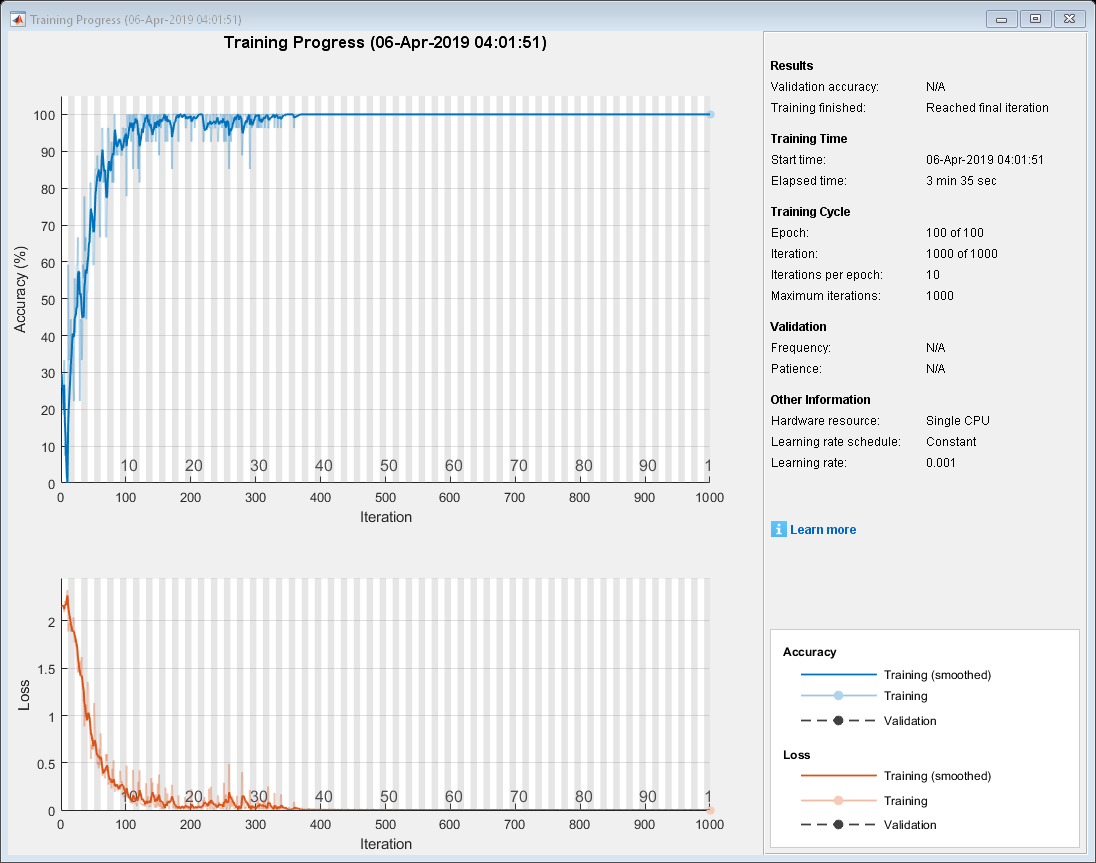 Training Progress (06-Apr-2019 04:01:51)
Training Progress (06-Apr-2019 04:01:51)
100
90
80
70
60
50
40
30
20
10
0
Accuracy (%)
10 20 30 40 50 60 70 80 90 1
0 100 200 300 400 500 600 700 800 900 1000
Iteration
2
1.5
1
0.5
0
Loss
10 20 30 40 50 60 70 80 90 1
0 100 200 300 400 500 600 700 800 900 1000
Iteration
Results
Validation accuracy: N/A
Training finished: Reached final iteration
Training Time
Start time: 06-Apr-2019 04:01:51
Elapsed time: 3 min 35 sec
Training Cycle
Epoch: 100 of 100
Iteration: 1000 of 1000
Iterations per epoch: 10
Maximum iterations: 1000
Validation
Frequency: N/A
Patience: N/A
Other Information
Hardware resource: Single CPU
Learning rate schedule: Constant
Learning rate: 0.001
i Learn more
Accuracy
Training (smoothed)
Training
Validation
Loss
Training (smoothed)
Training
Validation